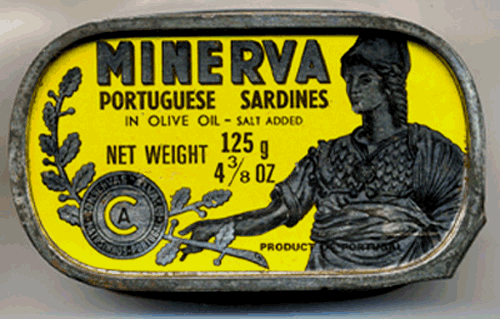 MINERVA
PORTUGUESE SARDINES
IN OLIVE OIL - SALT ADDED
NET WEIGHT 125 g
4 3/8 OZ
CA
PRODUCT OF PORTUGAL